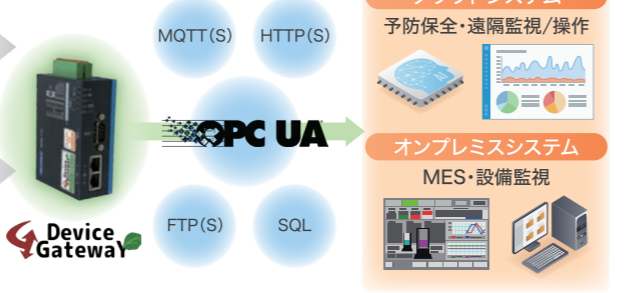 MQTT(S)
HTTP(S)
OPC UA
FTP(S)
SQL
Device
GatewaY
予防保全・遠隔監視/操作
AI
オンプレミスシステム
MES・設備監視